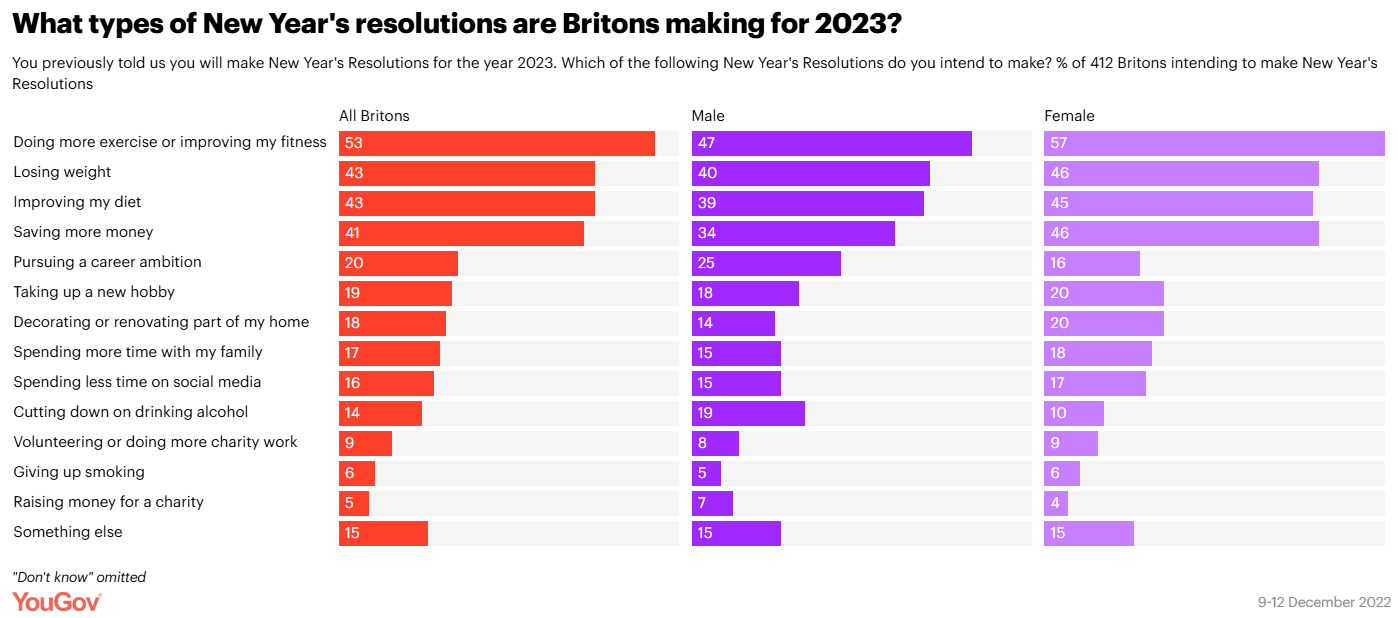 What types of New Year's resolutions are Britons making for 2023?
You previously told us you will make New Year's Resolutions for the year 2023. Which of the following New Year's Resolutions do you intend to make? % of 412 Britons intending to make New Year's
Resolutions
All Britons Male Female
Doing more exercise or improving my fitness 53 47 57
Losing weight 43 40 46
Improving my diet 43 39 45
Saving more money 41 34 46
Pursuing a career ambition 20 25 16
Taking up a new hobby 19 18 20
Decorating or renovating part of my home 18 14 20
Spending more time with my family 17 15 18
Spending less time on social media 16 15 17
Cutting down on drinking alcohol 14 19 10
Volunteering or doing more charity work 9 8 9
Giving up smoking 6 5 6
Raising money for a charity 5 7 4
Something else 15 15 15
"Don't know" omitted
YouGov
9-12 December 2022